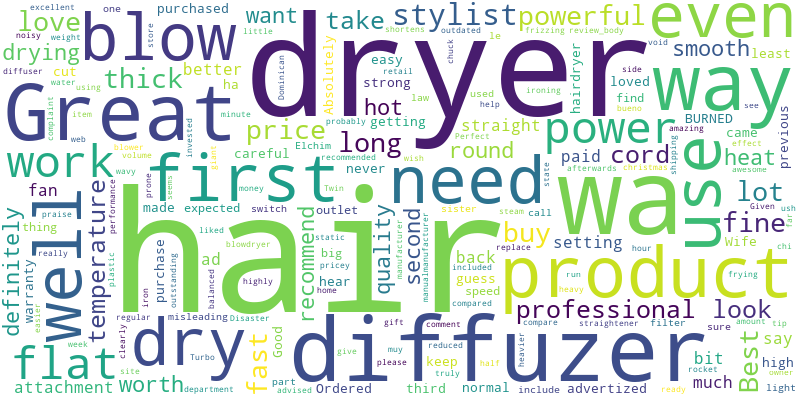 excellent
one
purchased
want
take
stylist
powerful
even
noisy
weight
store
love
blow
dryer
little
shortens
outdated
chuck
frizzing
review_body
le
void
smooth
least
drying
diffuser
cut
water
using
thick
better
ha
Absolutely
easy
strong
retail
hairdryer
side
ironing
loved
find
way
Great
complaint
item
web
minute
invested
Dominican
hot
law
getting
used
help
probably
Perfect
bueno
BURNED
see
amazing
effect
awesome
previous
price
careful
long
straight
power
came
work
blower
volume
giant
Elchim
recommended
wish
never
round
paid
cord
shipping
christmas
afterwards
heat
first
need
wa
use
fan
wavy
prone
seems
money
Twin
state
lot
Given
ush
far
well
praise
really
temperature
performance
made
expected
switch
outlet
sister
steam
call
setting
fine
definitely
thing
warranty
easier
plastic
purchase
outstanding
liked
blowdryer
static
pricey
hair
recommend
quality
second
manufacturer
manualmanufacturer
buy
replace
hour
Wife
chi
tip
product
big
hear
back
guess
speed
included
compared
run
heavy
frying
iron
balanced
ad
highly
home
professional
look
regular
clearly
misleading
Disaster
gift
comment
compare
straightener
filter
sure
amount
say
week
site
Turbo
dry
fast
Good
diffuzer
muy
please
reduced
half
heavier
rocket
bit
Best
high
owner
flat
attachment
worth
department
part
advised
give
Ordered
keep
third
truly
normal
include
advertized
ready
much
light